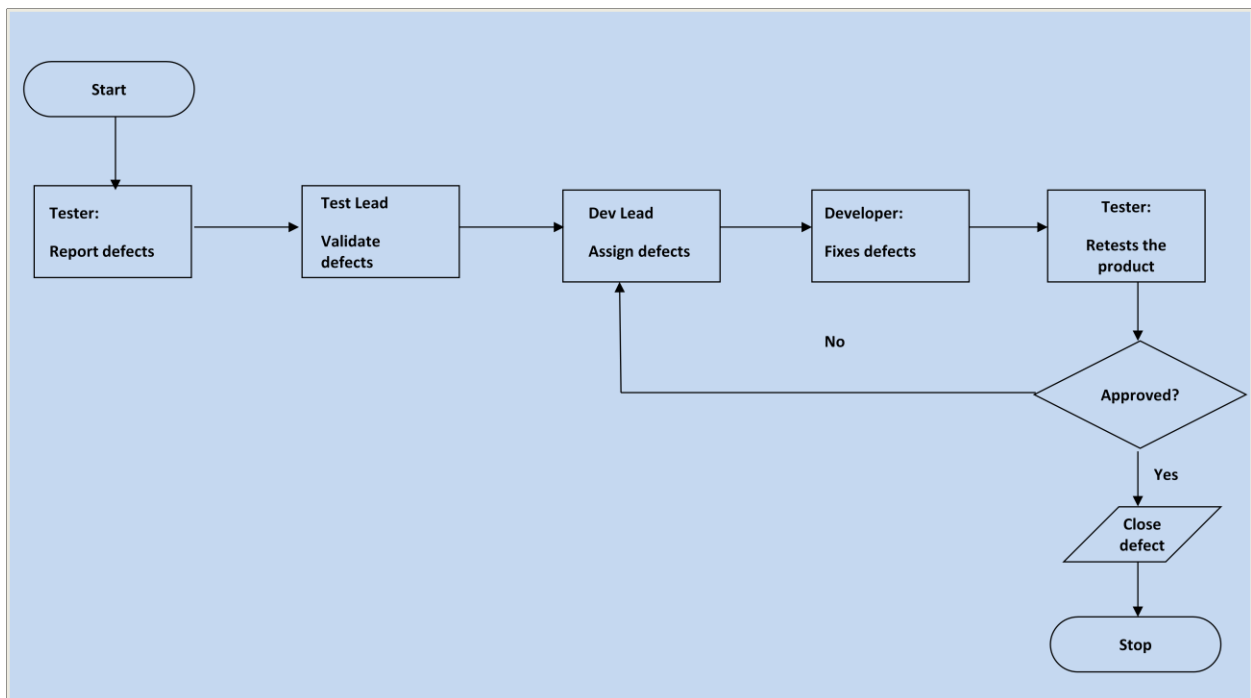 Start
Tester:
Report defects
Test Lead
Validate
defects
Dev Lead
Assign defects
Developer:
Fixes defects
Tester:
Retests the
product
No
Approved?
Yes
Close
defect
Stop